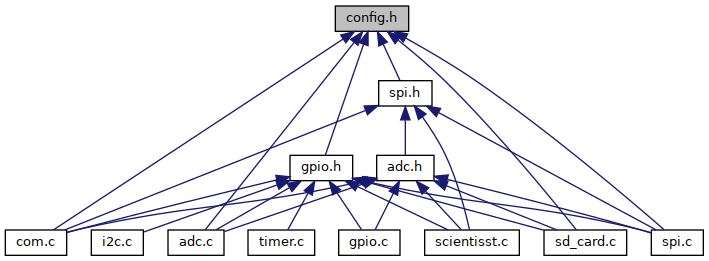 config.h
spi.h
gpio.h
adc.h
com.c
i2c.c
adc.c
timer.c
gpio.c
scientisst.c
sd_card.c
spi.c